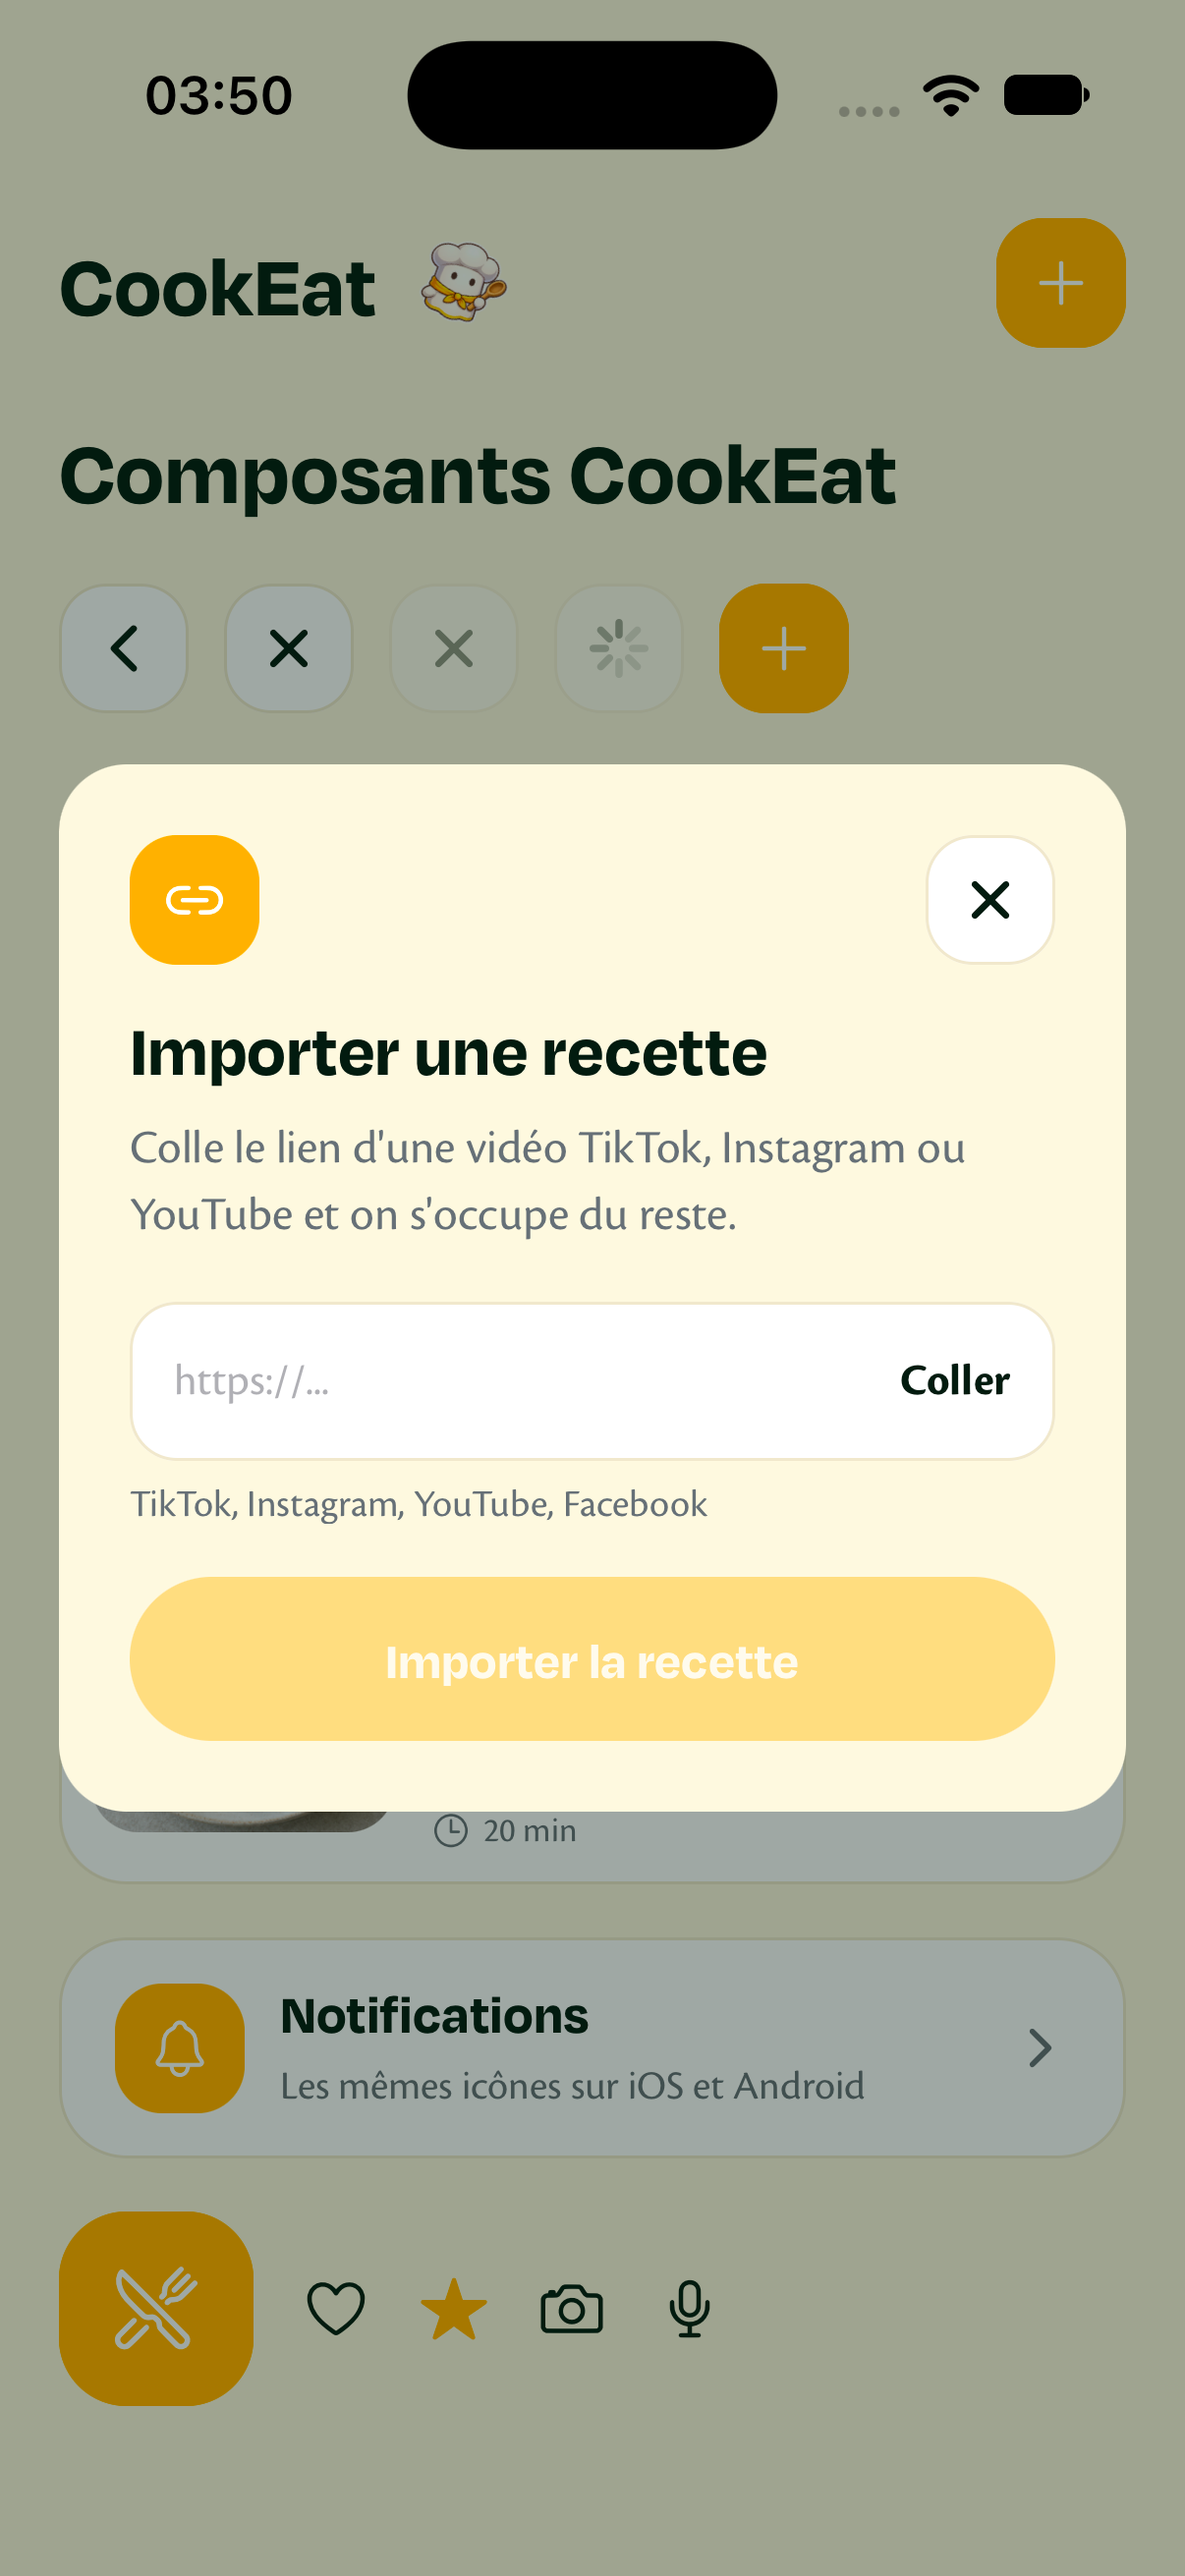 03:50
CookEat
Composants CookEat
Importer une recette
Colle le lien d'une vidéo TikTok, Instagram ou
YouTube et on s'occupe du reste.
https://... Coller
TikTok, Instagram, YouTube, Facebook
Importer la recette
20 min
Notifications
Les mêmes icônes sur iOS et Android